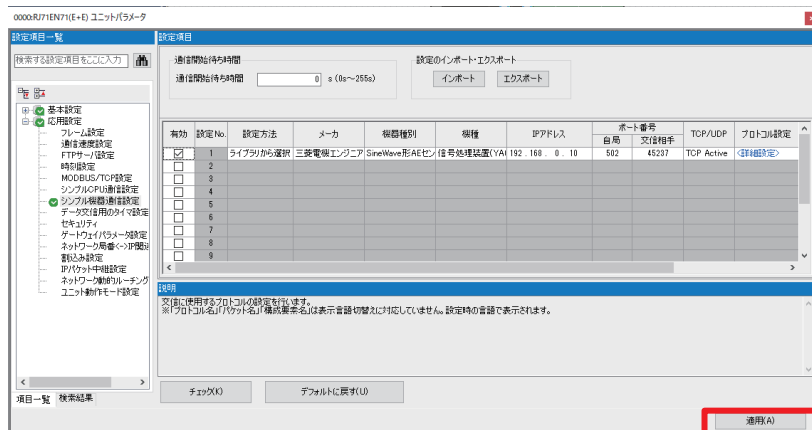 0000:RJ71EN71(E+E) ユニットパラメータ
設定項目一覧
検索する設定項目をここに入力
基本設定
応用設定
フレーム設定
通信速度設定
FTPサーバ設定
時刻設定
MODBUS/TCP設定
シンプルCPU通信設定
シンプル機器通信設定
データ交信用のタイマ設定
セキュリティ
ゲートウェイパラメータ設定
ネットワーク局番<->IP関連
割込み設定
IPパケット中継設定
ネットワーク動的ルーチング
ユニット動作モード設定
項目一覧 検索結果
設定項目
通信開始待ち時間
通信開始待ち時間 0 s (0s~255s)
設定のインポート・エクスポート
インポート エクスポート
有効 設定No. 設定方法 メーカ 機器種別 機種 IPアドレス ポート番号 TCP/UDP プロトコル設定
自局 交信相手
1 ライブラリから選択 三菱電機エンジニア SineWave形AEセン 信号処理装置(YA 192.168. 0. 10 502 45237 TCP Active <詳細設定>
2
3
4
5
6
7
8
9
説明
交信に使用するプロトコルの設定を行います。
※「プロトコル名」「パケット名」「構成要素名」は表示言語切替えに対応していません。設定時の言語で表示されます。
チェック(K) デフォルトに戻す(U)
適用(A)